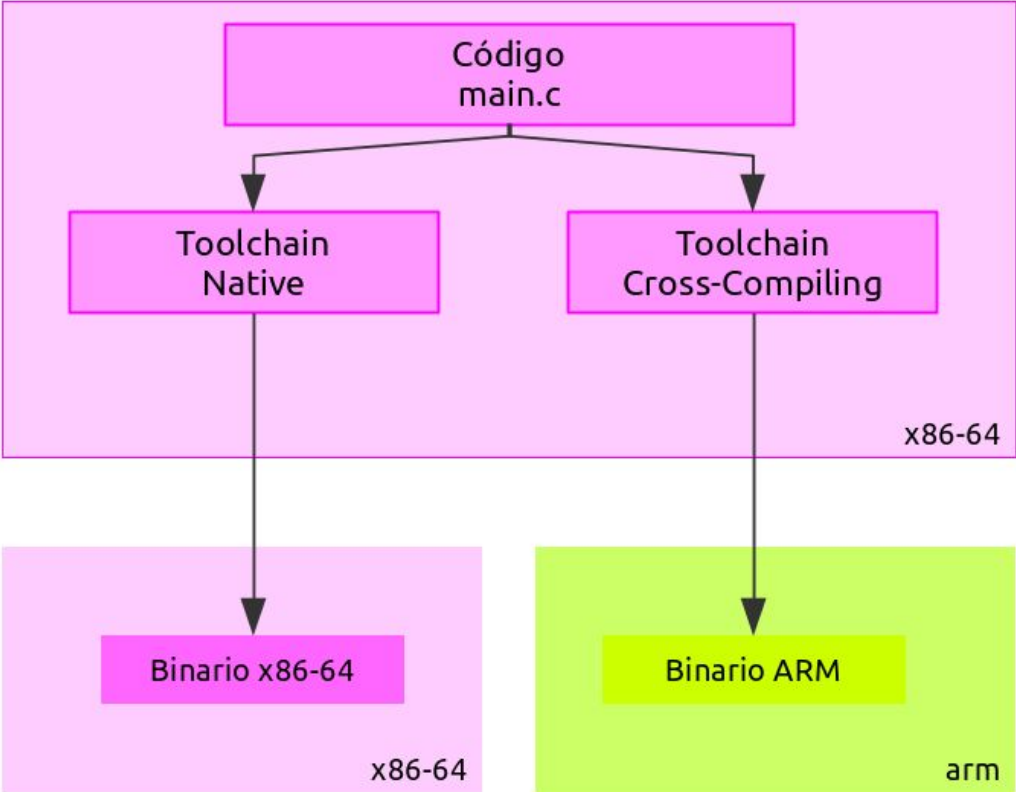 Código
main.c
Toolchain
Native
Toolchain
Cross-Compiling
x86-64
Binario x86-64
x86-64
Binario ARM
arm